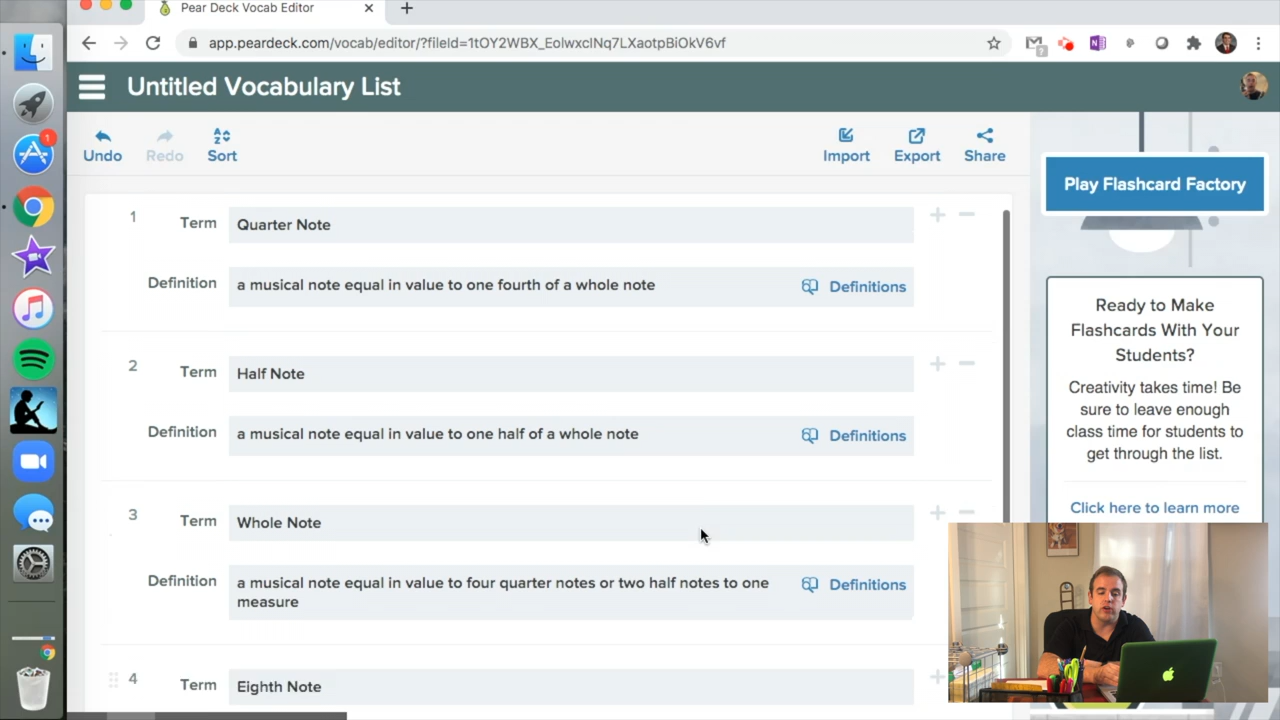 Pear Deck Vocab Editor
app.peardeck.com/vocab/editor/?fileId=1tOY2WBX_EolwxcINq7LXaotpBiOkV6vf
Untitled Vocabulary List
Undo
Redo
Sort
Import
Export
Share
Play Flashcard Factory
1
Term
Quarter Note
Definition
a musical note equal in value to one fourth of a whole note
Definitions
2
Term
Half Note
Definition
a musical note equal in value to one half of a whole note
Definitions
3
Term
Whole Note
Definition
a musical note equal in value to four quarter notes or two half notes to one
measure
Definitions
4
Term
Eighth Note
Ready to Make
Flashcards With Your
Students?
Creativity takes time! Be
sure to leave enough
class time for students to
get through the list.
Click here to learn more